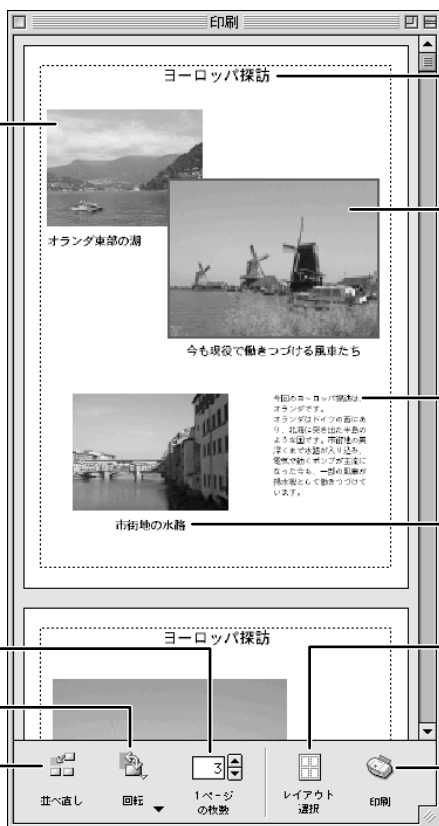 印刷
ヨーロッパ探訪
オランダ東部の湖
今も現役で働きつづける風車たち
今回のヨーロッパ探訪は、
オランダです。
オランダはドイツの西にあ
り、北海に突き出た半島の
ような国です。市街地の奥
深くまで水路が入り込み、
電気で動くポンプが主流に
なった今も、一部の風車が
揚水機として働きつづけて
います。
市街地の水路
ヨーロッパ探訪
3
並べ直し
回転
1ページ
の枚数
レイアウト
選択
印刷